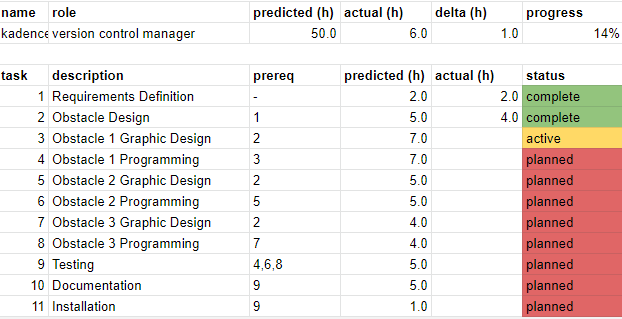 name role predicted (h) actual (h) delta (h) progress
kadence version control manager 50.0 6.0 1.0 14%
task description prereq predicted (h) actual (h) status
1 Requirements Definition - 2.0 2.0 complete
2 Obstacle Design 1 5.0 4.0 complete
3 Obstacle 1 Graphic Design 2 7.0 active
4 Obstacle 1 Programming 3 7.0 planned
5 Obstacle 2 Graphic Design 2 5.0 planned
6 Obstacle 2 Programming 5 5.0 planned
7 Obstacle 3 Graphic Design 2 4.0 planned
8 Obstacle 3 Programming 7 4.0 planned
9 Testing 4,6,8 5.0 planned
10 Documentation 9 5.0 planned
11 Installation 9 1.0 planned